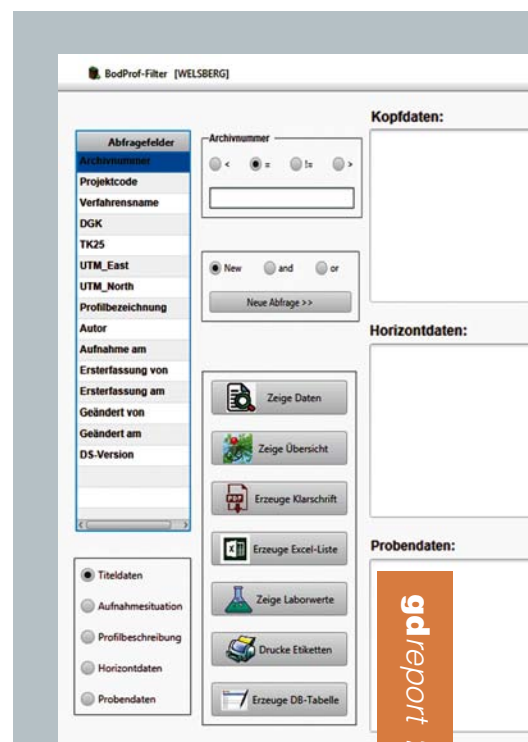 BodProf-Filter [WELSBERG]
Abfragefelder
Archivnummer
Projektcode
Verfahrensname
DGK
TK25
UTM_East
UTM_North
Profilbezeichnung
Autor
Aufnahme am
Ersterfassung von
Ersterfassung am
Geändert von
Geändert am
DS-Version
Titeldaten
Aufnahmesituation
Profilbeschreibung
Horizontdaten
Probendaten
Archivnummer
< = != >
New and or
Neue Abfrage >>
Zeige Daten
Zeige Übersicht
PDF
Erzeuge Klarschrift
Erzeuge Excel-Liste
Zeige Laborwerte
Drucke Etiketten
Erzeuge DB-Tabelle
Kopfdaten:
Horizontdaten:
Probendaten:
gdreport